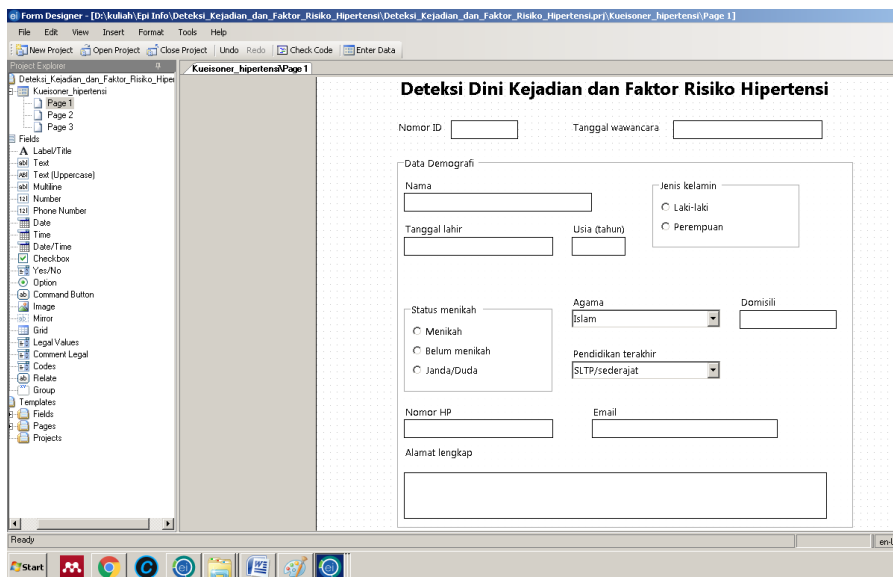 Form Designer - [D:\kuliah\Epi Info\Deteksi_Kejadian_dan_Faktor_Risiko_Hipertensi\Deteksi_Kejadian_dan_Faktor_Risiko_Hipertensi.prj\Kueisoner_hipertensi\Page 1]
File Edit View Insert Format Tools Help
New Project Open Project Close Project Undo Redo Check Code Enter Data
Project Explorer
Kueisoner_hipertensi\Page 1
Deteksi_Kejadian_dan_Faktor_Risiko_Hiper
Kueisoner_hipertensi
Page 1
Page 2
Page 3
Fields
A Label/Title
Text
Text (Uppercase)
Multiline
Number
Phone Number
Date
Time
Date/Time
Checkbox
Yes/No
Option
Command Button
Image
Mirror
Grid
Legal Values
Comment Legal
Codes
Relate
Group
Templates
Fields
Pages
Projects
Deteksi Dini Kejadian dan Faktor Risiko Hipertensi
Nomor ID Tanggal wawancara
Data Demografi
Nama Jenis kelamin
Laki-laki
Perempuan
Tanggal lahir Usia (tahun)
Status menikah Agama Domisili
Islam
Menikah
Belum menikah
Janda/Duda
Pendidikan terakhir
SLTP/sederajat
Nomor HP Email
Alamat lengkap
Ready
en-U
Start